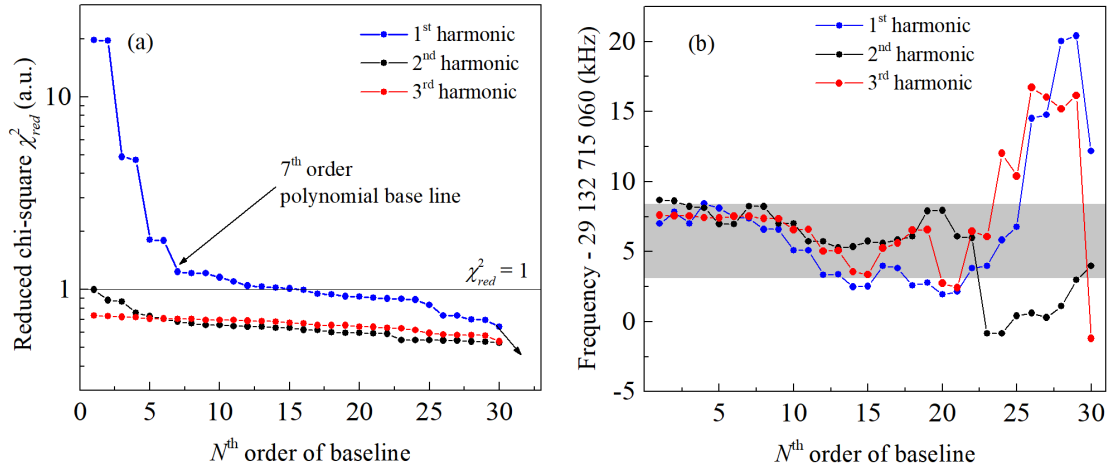 (a)
1st harmonic
2nd harmonic
3rd harmonic
7th order
polynomial base line
χ²red = 1
Reduced chi-square χ²red (a.u.)
10
1
0 5 10 15 20 25 30
Nth order of baseline
(b)
1st harmonic
2nd harmonic
3rd harmonic
Frequency - 29 132 715 060 (kHz)
20
15
10
5
0
-5
5 10 15 20 25 30
Nth order of baseline